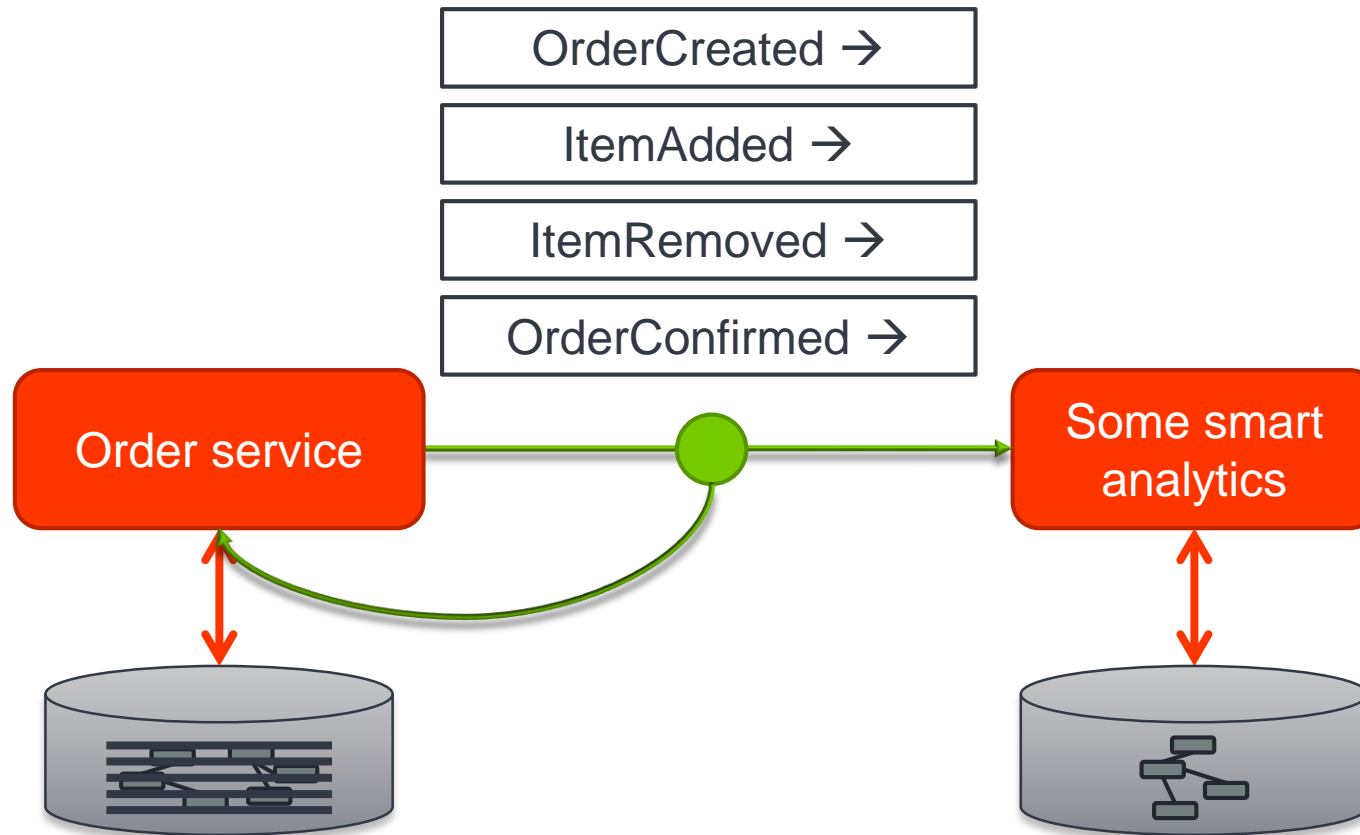 OrderCreated →
ItemAdded →
ItemRemoved →
OrderConfirmed →
Order service
Some smart
analytics